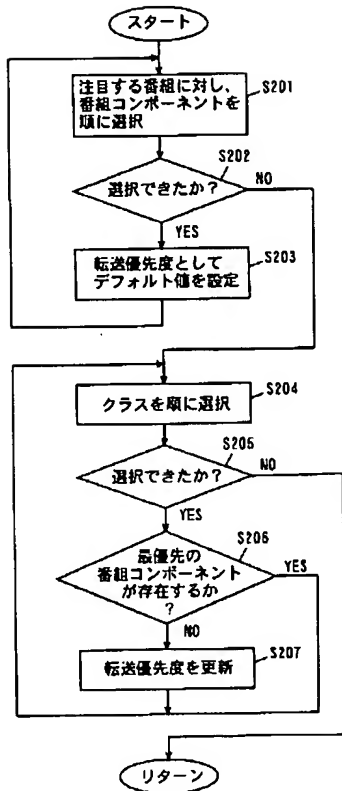 スタート
注目する番組に対し、
番組コンポーネントを
順に選択
S201
S202
選択できたか?
NO
YES
S203
転送優先度として
デフォルト値を設定
S204
クラスを順に選択
S205
選択できたか?
NO
YES
S206
最優先の
番組コンポーネント
が存在するか
?
YES
NO
S207
転送優先度を更新
リターン